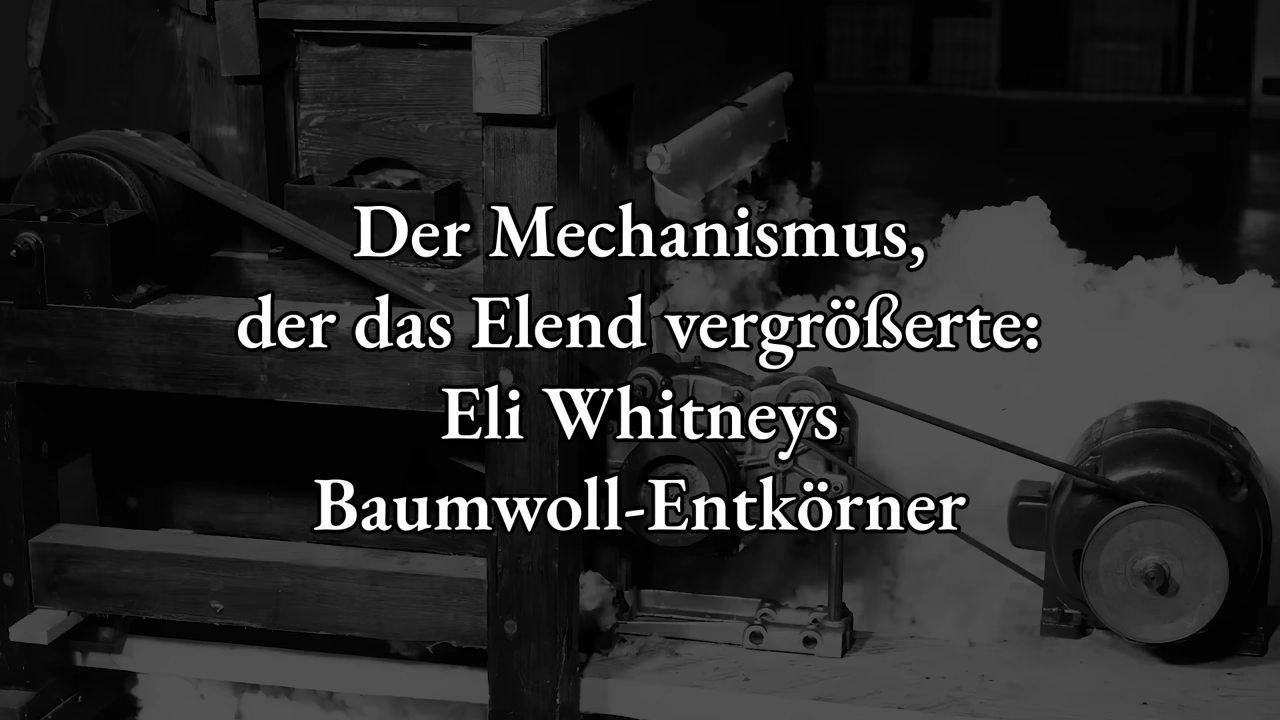 Der Mechanismus,
der das Elend vergrößerte:
Eli Whitneys
Baumwoll-Entkörner